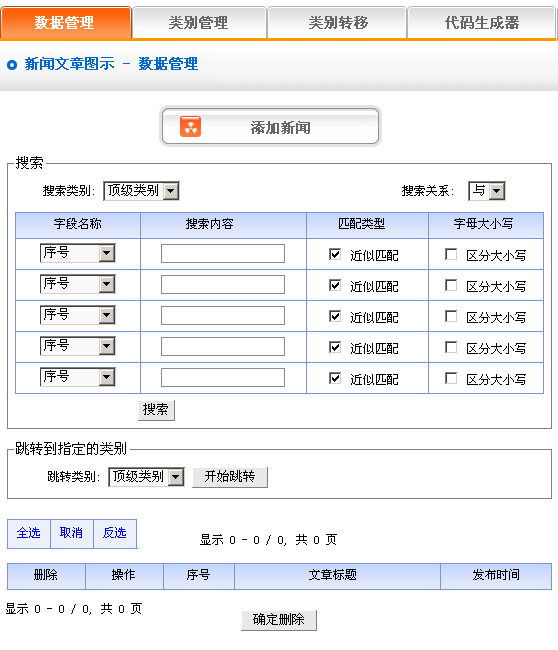 数据管理 类别管理 类别转移 代码生成器
新闻文章图示 - 数据管理
添加新闻
搜索
搜索类别: 顶级类别 搜索关系: 与
字段名称 搜索内容 匹配类型 字母大小写
序号 近似匹配 区分大小写
序号 近似匹配 区分大小写
序号 近似匹配 区分大小写
序号 近似匹配 区分大小写
序号 近似匹配 区分大小写
搜索
跳转到指定的类别
跳转类别: 顶级类别 开始跳转
全选 取消 反选
显示 0 - 0 / 0, 共 0 页
删除 操作 序号 文章标题 发布时间
显示 0 - 0 / 0, 共 0 页
确定删除